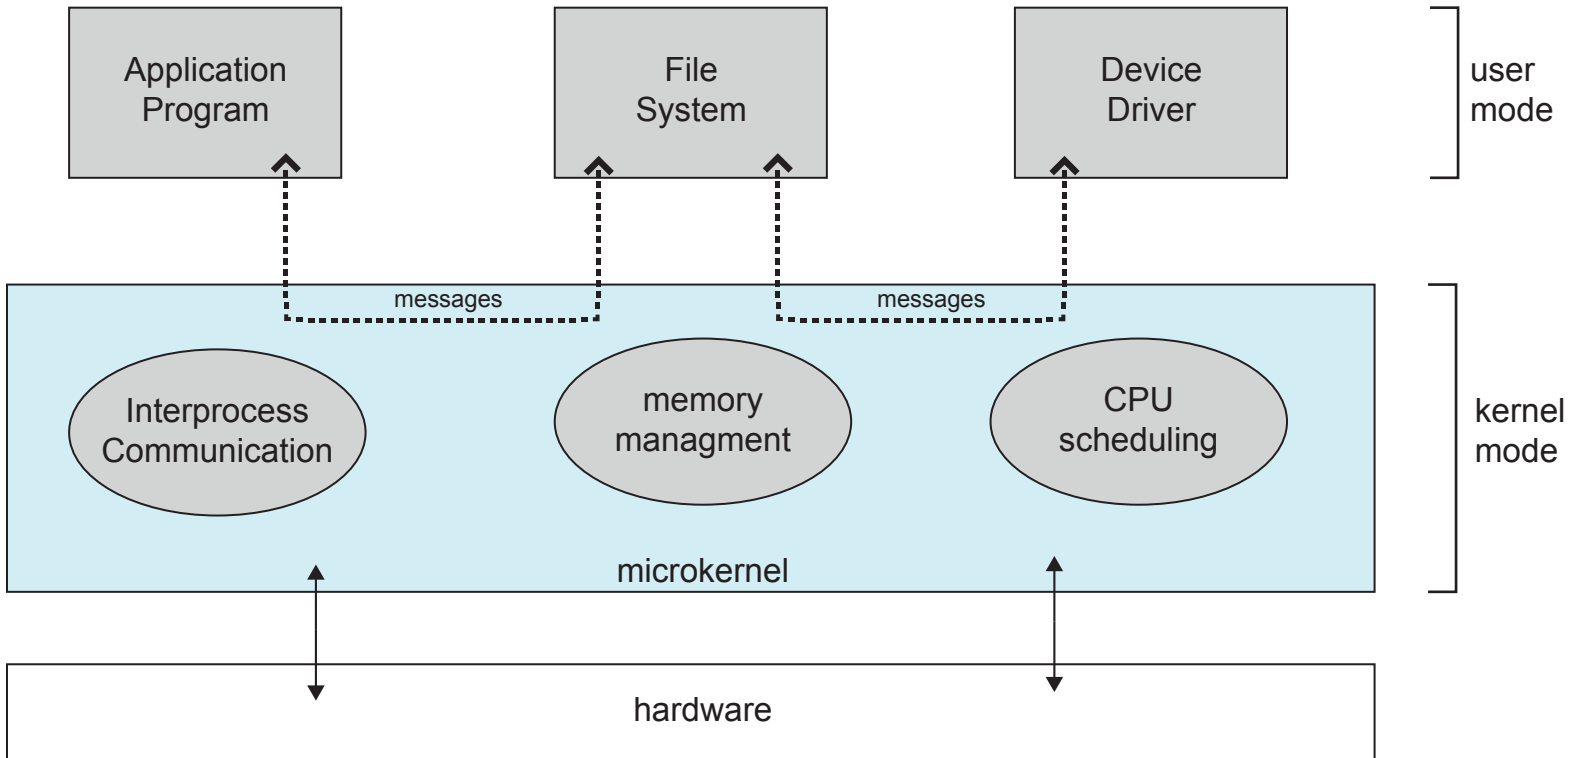 Application
Program
File
System
Device
Driver
user
mode
messages
messages
Interprocess
Communication
memory
managment
CPU
scheduling
kernel
mode
microkernel
hardware